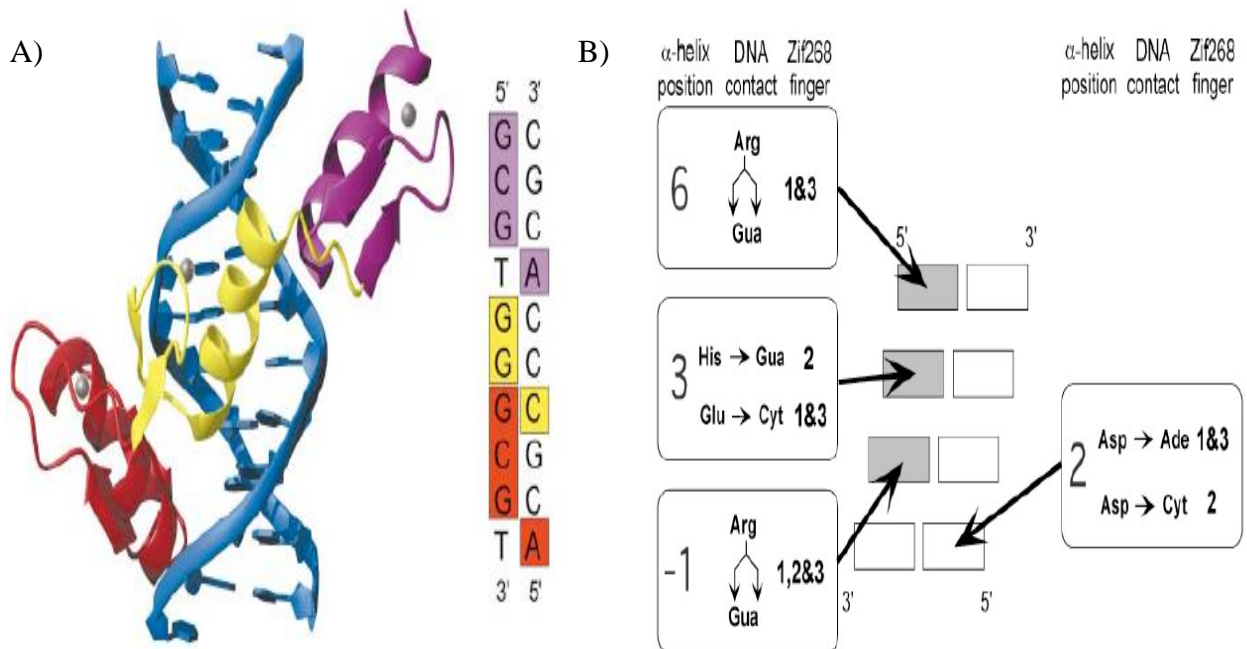 A)
5' 3'
G C
C G
G C
T A
G C
G C
G C
C G
G C
T A
3' 5'
B)
α-helix DNA Zif268
position contact finger
6 Arg Gua 1&3
3 His → Gua 2
Glu → Cyt 1&3
-1 Arg Gua 1,2&3
5' 3'
3' 5'
α-helix DNA Zif268
position contact finger
2 Asp → Ade 1&3
Asp → Cyt 2